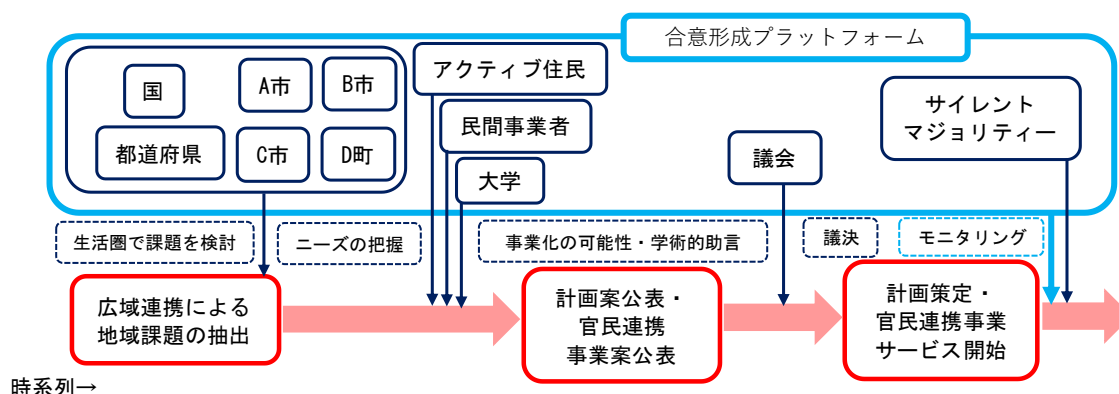 合意形成プラットフォーム
国
A市
B市
都道府県
C市
D町
アクティブ住民
民間事業者
大学
議会
サイレント
マジョリティー
生活圏で課題を検討
ニーズの把握
事業化の可能性・学術的助言
議決
モニタリング
広域連携による
地域課題の抽出
計画案公表・
官民連携
事業案公表
計画策定・
官民連携事業
サービス開始
時系列→